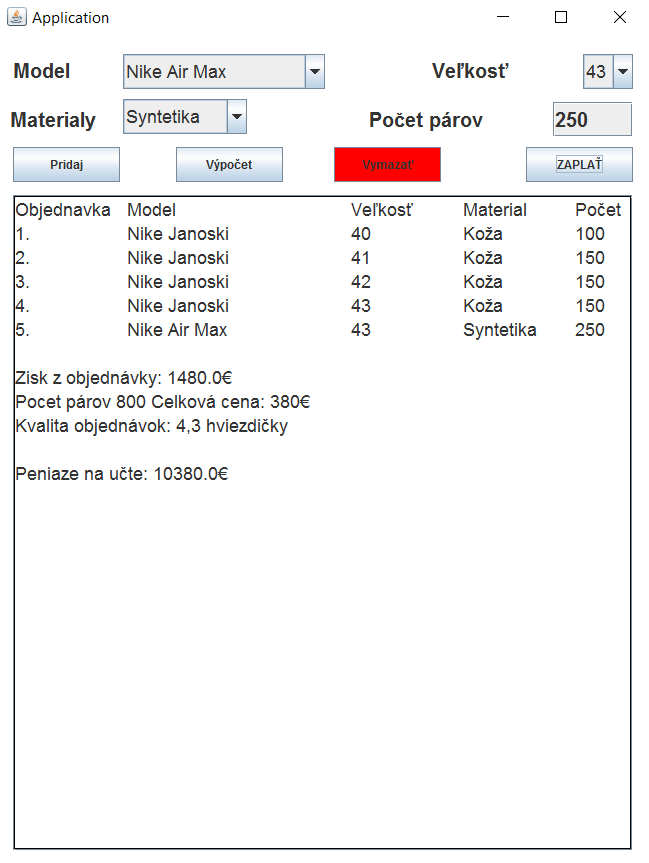 Application
Model Nike Air Max Veľkosť 43
Materialy Syntetika Počet párov 250
Pridaj Výpočet Vymazať ZAPLAŤ
Objednavka Model Veľkosť Material Počet
1. Nike Janoski 40 Koža 100
2. Nike Janoski 41 Koža 150
3. Nike Janoski 42 Koža 150
4. Nike Janoski 43 Koža 150
5. Nike Air Max 43 Syntetika 250
Zisk z objednávky: 1480.0€
Pocet párov 800 Celková cena: 380€
Kvalita objednávok: 4,3 hviezdičky
Peniaze na učte: 10380.0€